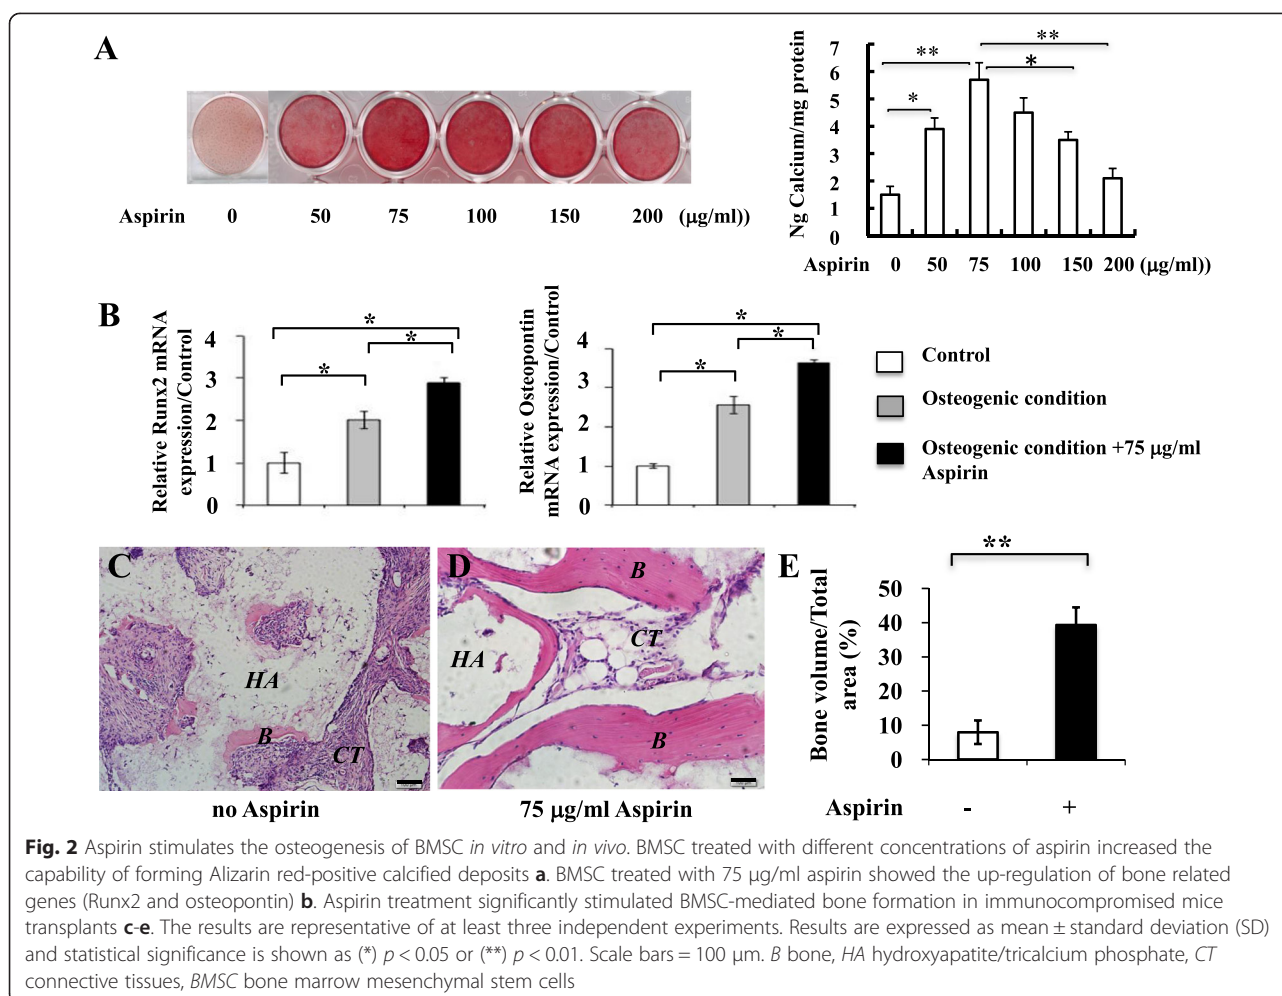 A
Aspirin 0 50 75 100 150 200 (μg/ml))
Ng Calcium/mg protein
7
6
5
4
3
2
1
0
** ** * *
Aspirin 0 50 75 100 150 200 (μg/ml))
B
Relative Runx2 mRNA
expression/Control
4
3
2
1
0
* * *
Relative Osteopontin
mRNA expression/Control
4
3
2
1
0
* * *
Control
Osteogenic condition
Osteogenic condition +75 μg/ml
Aspirin
C
HA
B
CT
no Aspirin
D
B
CT
HA
B
75 μg/ml Aspirin
E
Bone volume/Total
area (%)
50
40
30
20
10
0
**
Aspirin - +
Fig. 2 Aspirin stimulates the osteogenesis of BMSC in vitro and in vivo. BMSC treated with different concentrations of aspirin increased the
capability of forming Alizarin red-positive calcified deposits a. BMSC treated with 75 μg/ml aspirin showed the up-regulation of bone related
genes (Runx2 and osteopontin) b. Aspirin treatment significantly stimulated BMSC-mediated bone formation in immunocompromised mice
transplants c-e. The results are representative of at least three independent experiments. Results are expressed as mean ± standard deviation (SD)
and statistical significance is shown as (*) p < 0.05 or (**) p < 0.01. Scale bars = 100 μm. B bone, HA hydroxyapatite/tricalcium phosphate, CT
connective tissues, BMSC bone marrow mesenchymal stem cells